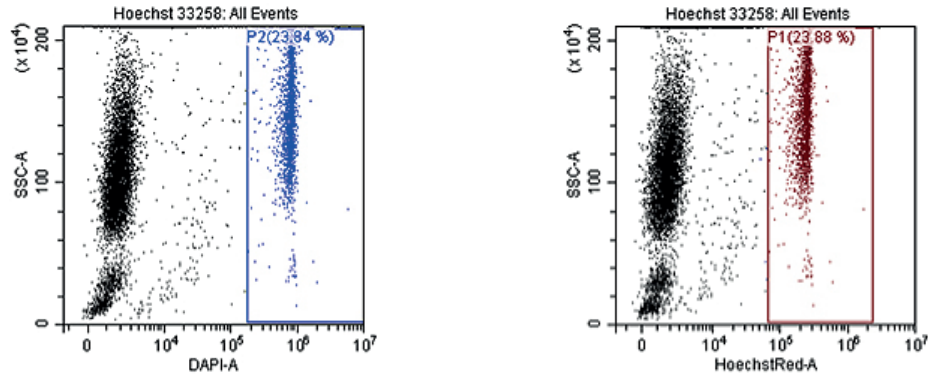 Hoechst 33258: All Events
(x 10⁴)
SSC-A
200
100
0
P2(23.84 %)
0
10⁴
10⁵
10⁶
10⁷
DAPI-A
Hoechst 33258: All Events
(x 10⁴)
SSC-A
200
100
0
P1(23.88 %)
0
10⁴
10⁵
10⁶
10⁷
HoechstRed-A